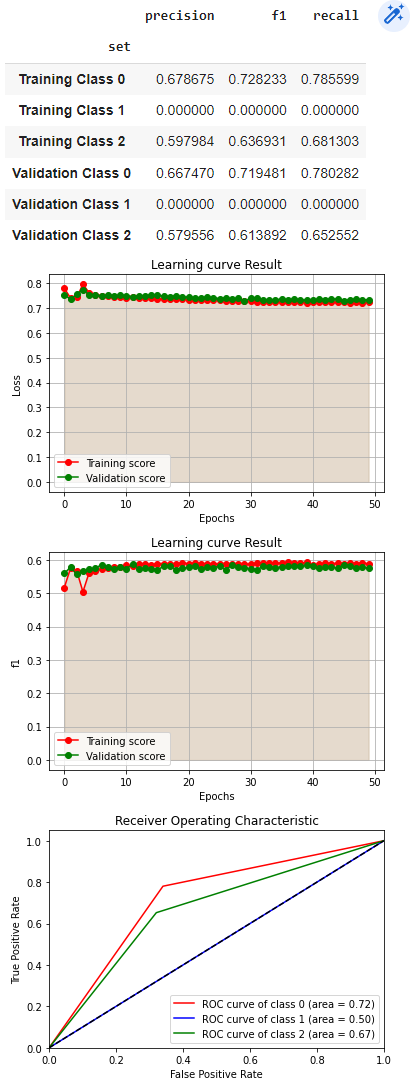 precision f1 recall
set
Training Class 0 0.678675 0.728233 0.785599
Training Class 1 0.000000 0.000000 0.000000
Training Class 2 0.597984 0.636931 0.681303
Validation Class 0 0.667470 0.719481 0.780282
Validation Class 1 0.000000 0.000000 0.000000
Validation Class 2 0.579556 0.613892 0.652552
Learning curve Result
0.8
0.7
0.6
0.5
0.4
0.3
0.2
0.1
0.0
Loss
Training score
Validation score
0 10 20 30 40 50
Epochs
Learning curve Result
0.6
0.5
0.4
0.3
0.2
0.1
0.0
f1
Training score
Validation score
0 10 20 30 40 50
Epochs
Receiver Operating Characteristic
1.0
0.8
0.6
0.4
0.2
0.0
True Positive Rate
ROC curve of class 0 (area = 0.72)
ROC curve of class 1 (area = 0.50)
ROC curve of class 2 (area = 0.67)
0.0 0.2 0.4 0.6 0.8 1.0
False Positive Rate